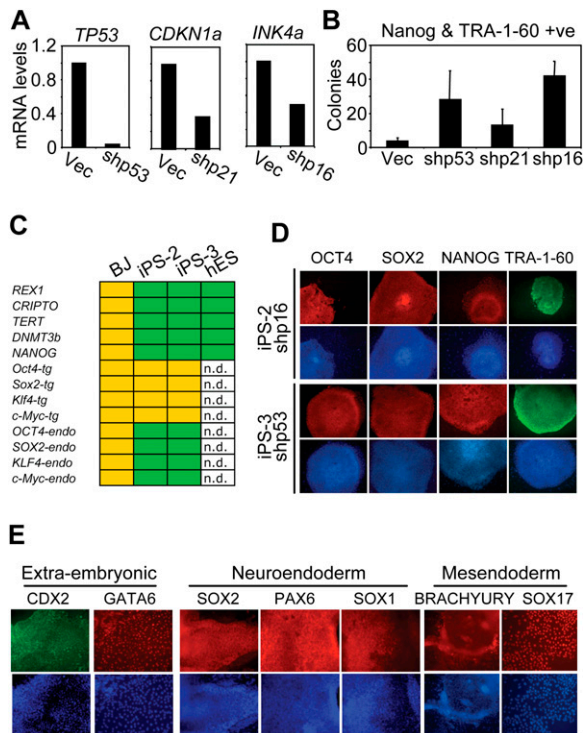 A
TP53
CDKN1a
INK4a
mRNA levels
1.2
0.8
0.4
0
Vec
shp53
Vec
shp21
Vec
shp16
B
Nanog & TRA-1-60 +ve
Colonies
60
40
20
0
Vec
shp53
shp21
shp16
C
BJ
iPS-2
iPS-3
hES
REX1
CRIPTO
TERT
DNMT3b
NANOG
Oct4-tg n.d.
Sox2-tg n.d.
Klf4-tg n.d.
c-Myc-tg n.d.
OCT4-endo n.d.
SOX2-endo n.d.
KLF4-endo n.d.
c-Myc-endo n.d.
D
OCT4 SOX2 NANOG TRA-1-60
iPS-2
shp16
iPS-3
shp53
E
Extra-embryonic
Neuroendoderm
Mesendoderm
CDX2 GATA6 SOX2 PAX6 SOX1 BRACHYURY SOX17